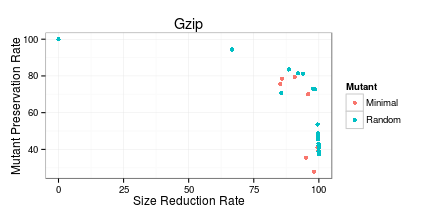 Gzip
Mutant Preservation Rate
100
80
60
40
0
25
50
75
100
Size Reduction Rate
Mutant
Minimal
Random